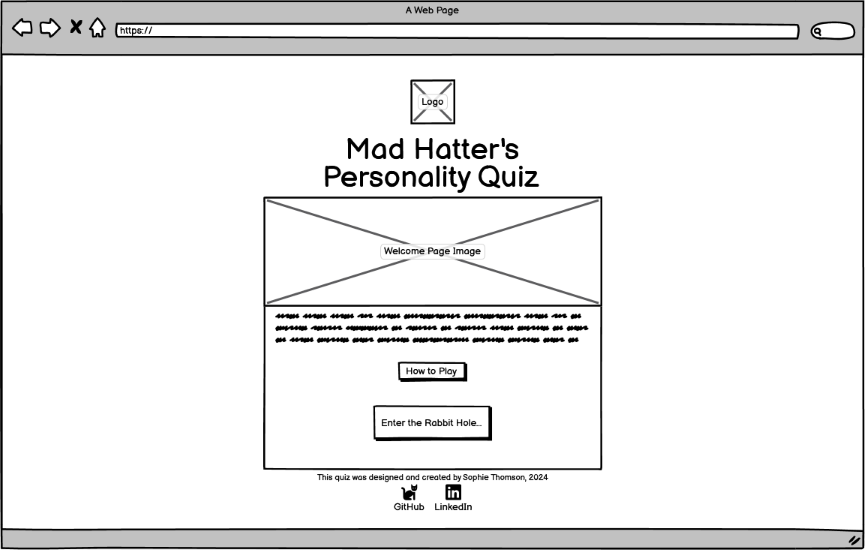 A Web Page
https://
Logo
Mad Hatter's
Personality Quiz
Welcome Page Image
How to Play
Enter the Rabbit Hole...
This quiz was designed and created by Sophie Thomson, 2024
GitHub LinkedIn